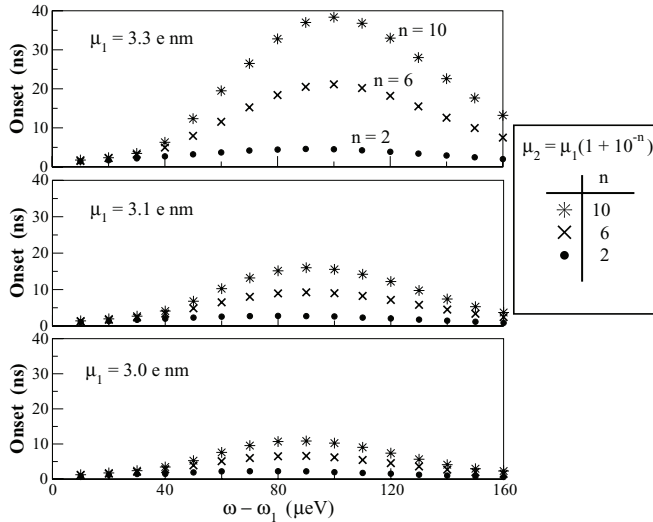 40
μ₁ = 3.3 e nm
n = 10
30
n = 6
20
10
n = 2
0
Onset (ns)
40
μ₁ = 3.1 e nm
30
20
10
0
Onset (ns)
40
μ₁ = 3.0 e nm
30
20
10
0
Onset (ns)
0 40 80 120 160
ω – ω₁ (μeV)
μ₂ = μ₁(1 + 10⁻ⁿ)
n
10
6
2